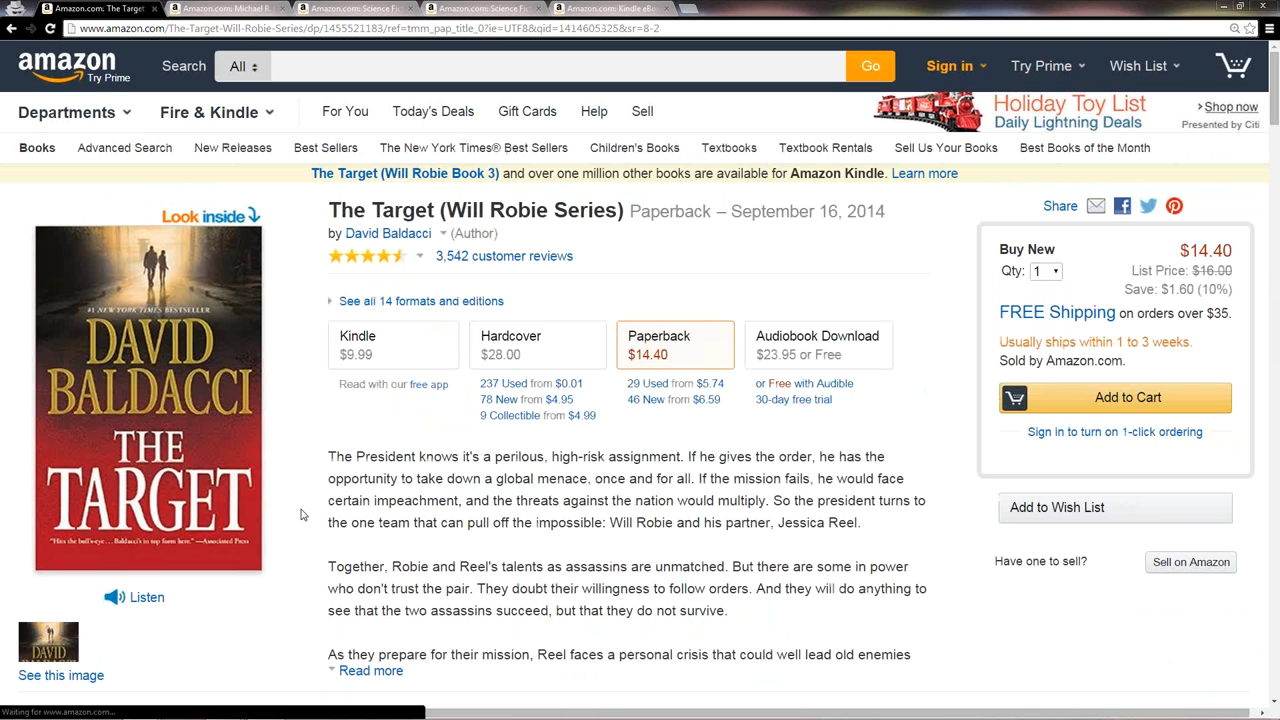 Amazon.com: The Target
Amazon.com: Michael R.
Amazon.com: Science Fic
Amazon.com: Science Fic
Amazon.com: Kindle eBo
www.amazon.com/The-Target-Will-Robie-Series/dp/1455521183/ref=tmm_pap_title_0?ie=UTF8&qid=1414605325&sr=8-2
amazon
Try Prime
Search All Go Sign in Try Prime Wish List
Departments Fire & Kindle For You Today's Deals Gift Cards Help Sell
Holiday Toy List
Daily Lightning Deals
Shop now
Presented by Citi
Books Advanced Search New Releases Best Sellers The New York Times® Best Sellers Children's Books Textbooks Textbook Rentals Sell Us Your Books Best Books of the Month
The Target (Will Robie Book 3) and over one million other books are available for Amazon Kindle. Learn more
Look inside
#1 NEW YORK TIMES BESTSELLER
DAVID
BALDACCI
THE
TARGET
"Hits the bull's-eye... Baldacci's in top form here." —Associated Press
Listen
DAVID
See this image
The Target (Will Robie Series) Paperback – September 16, 2014
by David Baldacci (Author)
3,542 customer reviews
See all 14 formats and editions
Kindle
$9.99
Read with our free app
Hardcover
$28.00
237 Used from $0.01
78 New from $4.95
9 Collectible from $4.99
Paperback
$14.40
29 Used from $5.74
46 New from $6.59
Audiobook Download
$23.95 or Free
or Free with Audible
30-day free trial
The President knows it's a perilous, high-risk assignment. If he gives the order, he has the
opportunity to take down a global menace, once and for all. If the mission fails, he would face
certain impeachment, and the threats against the nation would multiply. So the president turns to
the one team that can pull off the impossible: Will Robie and his partner, Jessica Reel.
Together, Robie and Reel's talents as assassins are unmatched. But there are some in power
who don't trust the pair. They doubt their willingness to follow orders. And they will do anything to
see that the two assassins succeed, but that they do not survive.
As they prepare for their mission, Reel faces a personal crisis that could well lead old enemies
Read more
Share
Buy New $14.40
Qty: 1 List Price: $16.00
Save: $1.60 (10%)
FREE Shipping on orders over $35.
Usually ships within 1 to 3 weeks.
Sold by Amazon.com.
Add to Cart
Sign in to turn on 1-click ordering
Add to Wish List
Have one to sell? Sell on Amazon
Waiting for www.amazon.com...